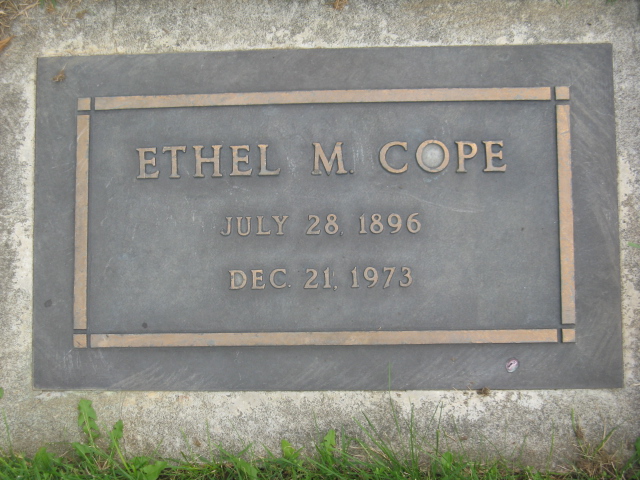 ETHEL M. COPE
JULY 28, 1896
DEC. 21, 1973